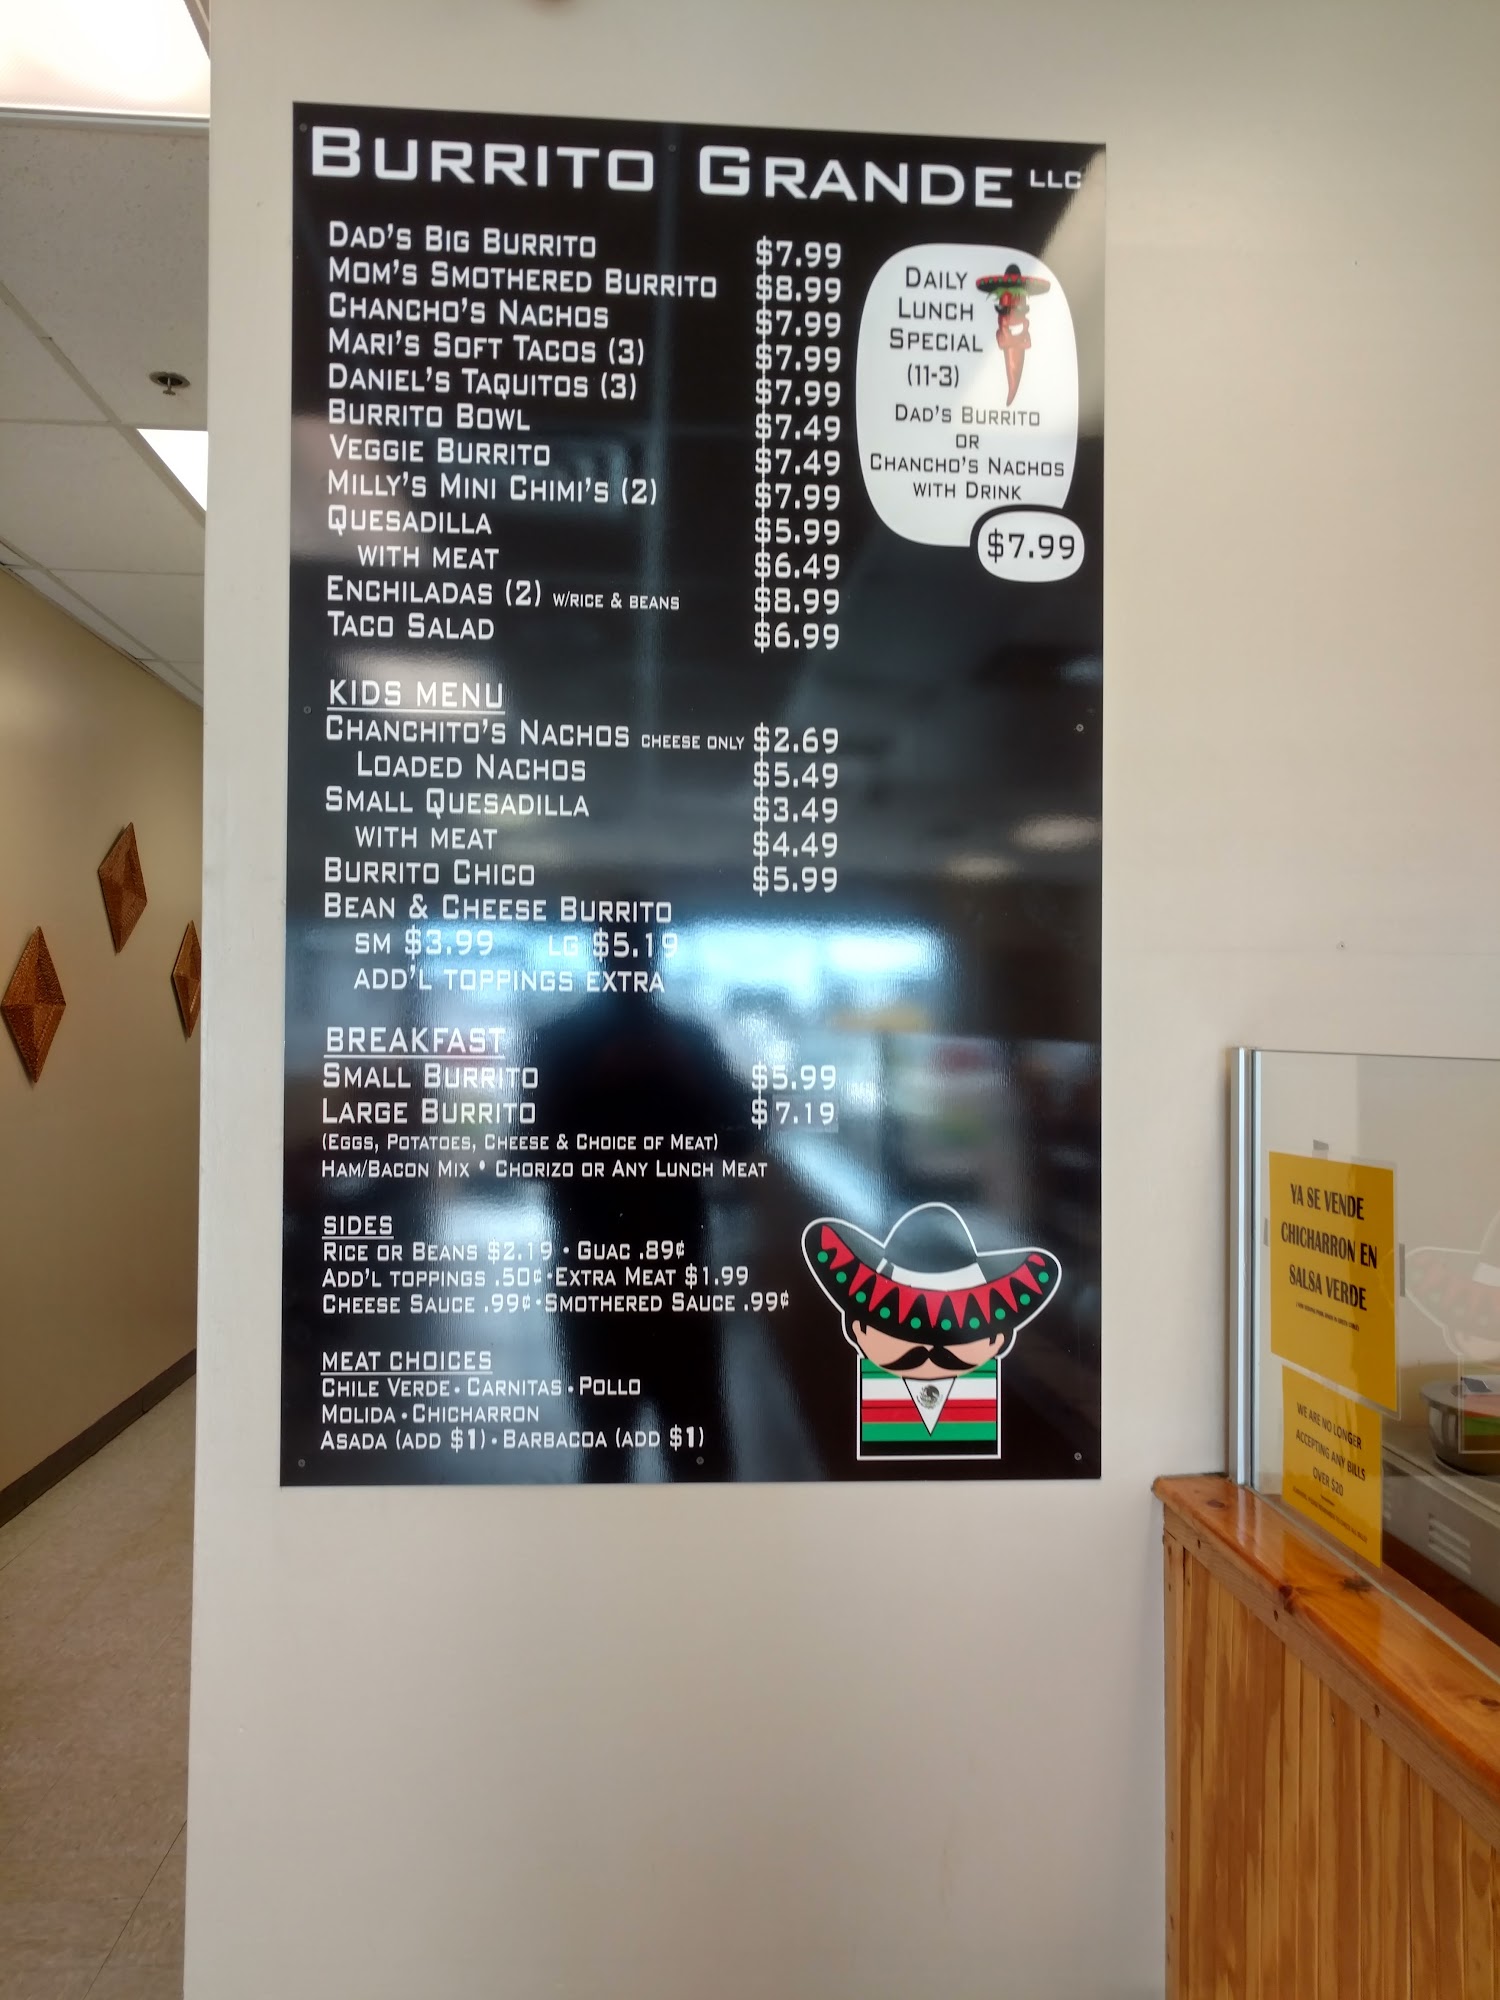 BURRITO GRANDE LLC
DAD'S BIG BURRITO $7.99
MOM'S SMOTHERED BURRITO $8.99
CHANCHO'S NACHOS $7.99
MARI'S SOFT TACOS (3) $7.99
DANIEL'S TAQUITOS (3) $7.99
BURRITO BOWL $7.49
VEGGIE BURRITO $7.49
MILLY'S MINI CHIMI'S (2) $7.99
QUESADILLA $5.99
WITH MEAT $6.49
ENCHILADAS (2) W/RICE & BEANS $8.99
TACO SALAD $6.99
DAILY
LUNCH
SPECIAL
(11-3)
DAD'S BURRITO
OR
CHANCHO'S NACHOS
WITH DRINK
$7.99
KIDS MENU
CHANCHITO'S NACHOS CHEESE ONLY $2.69
LOADED NACHOS $5.49
SMALL QUESADILLA $3.49
WITH MEAT $4.49
BURRITO CHICO $5.99
BEAN & CHEESE BURRITO
SM $3.99 LG $5.19
ADD'L TOPPINGS EXTRA
BREAKFAST
SMALL BURRITO $5.99
LARGE BURRITO $7.19
(EGGS, POTATOES, CHEESE & CHOICE OF MEAT)
HAM/BACON MIX • CHORIZO OR ANY LUNCH MEAT
SIDES
RICE OR BEANS $2.19 • GUAC .89¢
ADD'L TOPPINGS .50¢ • EXTRA MEAT $1.99
CHEESE SAUCE .99¢ • SMOTHERED SAUCE .99¢
MEAT CHOICES
CHILE VERDE • CARNITAS • POLLO
MOLIDA • CHICHARRON
ASADA (ADD $1) • BARBACOA (ADD $1)
YA SE VENDE
CHICHARRON EN
SALSA VERDE
WE ARE NO LONGER
ACCEPTING ANY BILLS
OVER $20